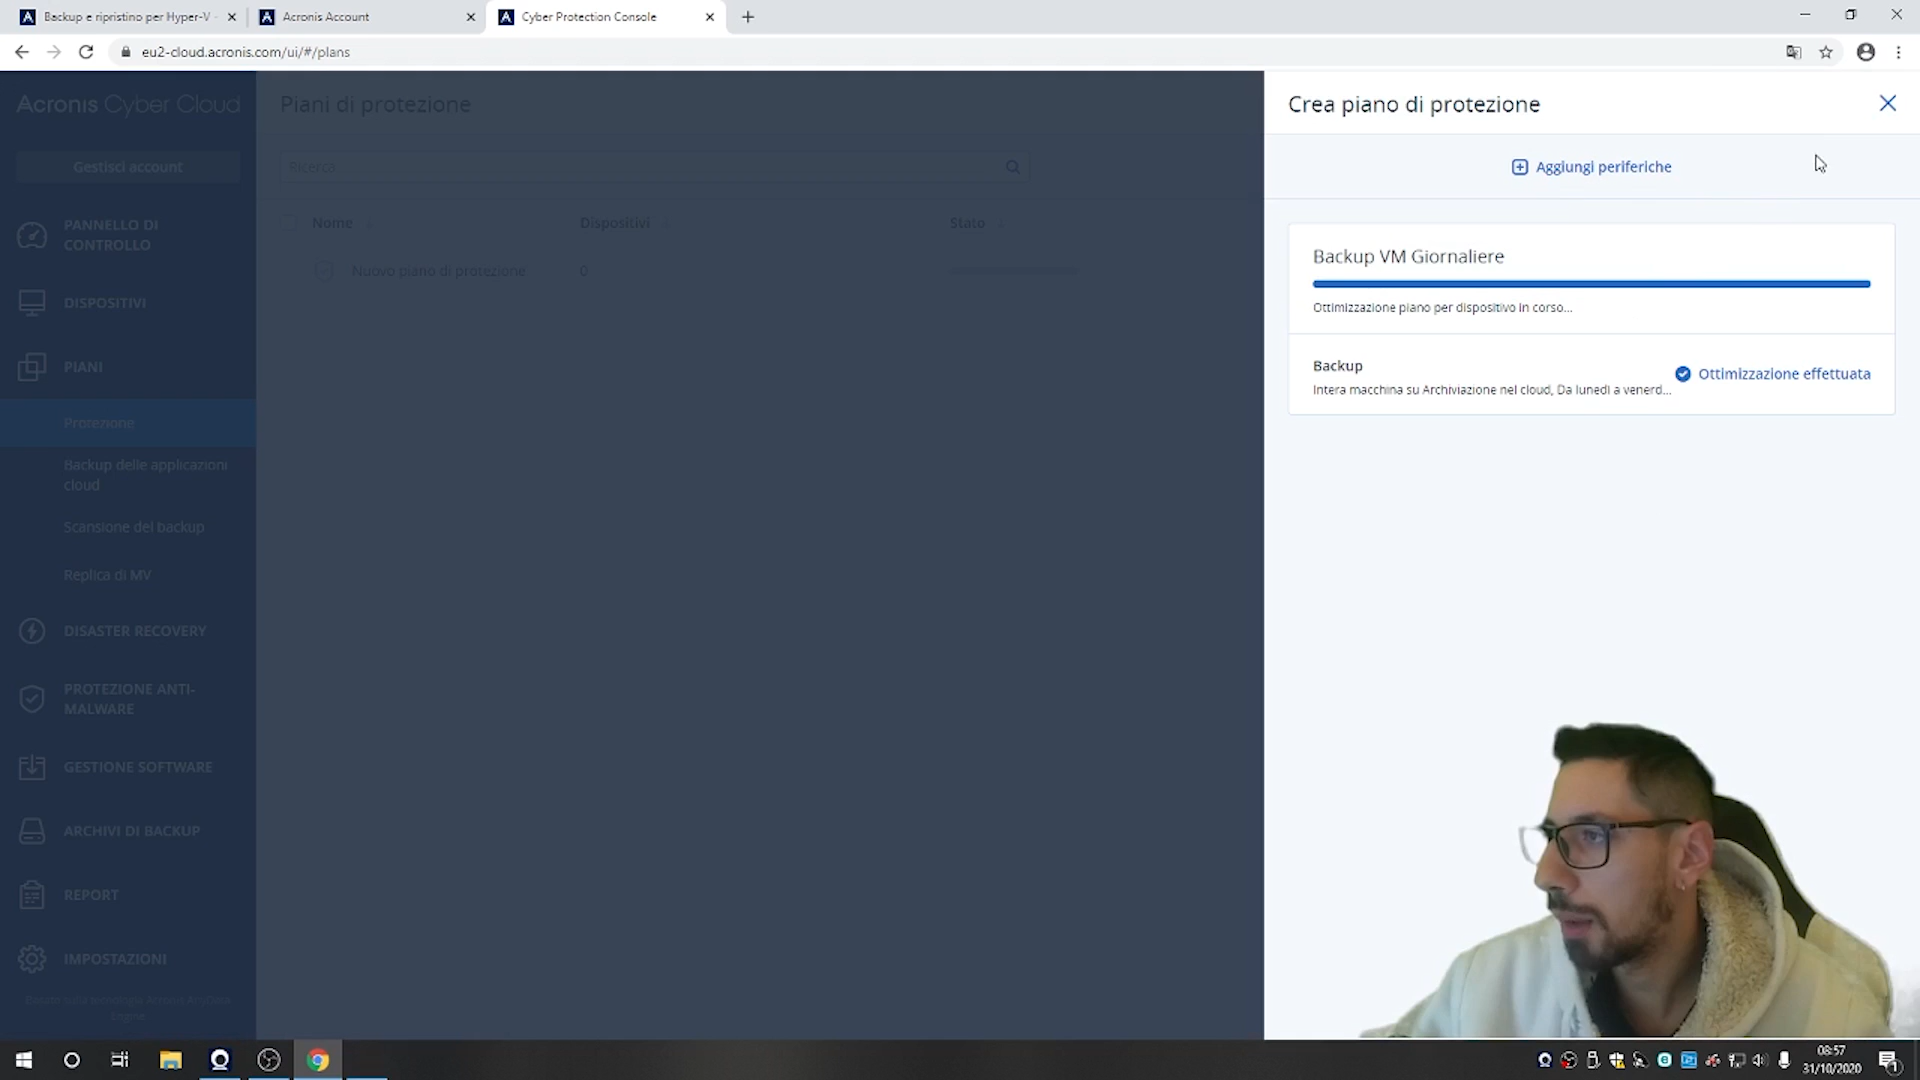 Backup e ripristino per Hyper-V
Acronis Account
Cyber Protection Console
eu2-cloud.acronis.com/ui/#/plans
Acronis Cyber Cloud
Gestisci account
PANNELLO DI
CONTROLLO
DISPOSITIVI
PIANI
Protezione
Backup delle applicazioni
cloud
Scansione del backup
Replica di MV
DISASTER RECOVERY
PROTEZIONE ANTI-
MALWARE
GESTIONE SOFTWARE
ARCHIVI DI BACKUP
REPORT
IMPOSTAZIONI
Piani di protezione
Ricerca
Nome
Dispositivi
Stato
Nuovo piano di protezione
0
Crea piano di protezione
Aggiungi periferiche
Backup VM Giornaliere
Ottimizzazione piano per dispositivo in corso...
Backup
Intera macchina su Archiviazione nel cloud, Da lunedì a venerd...
Ottimizzazione effettuata
08:57
31/10/2020